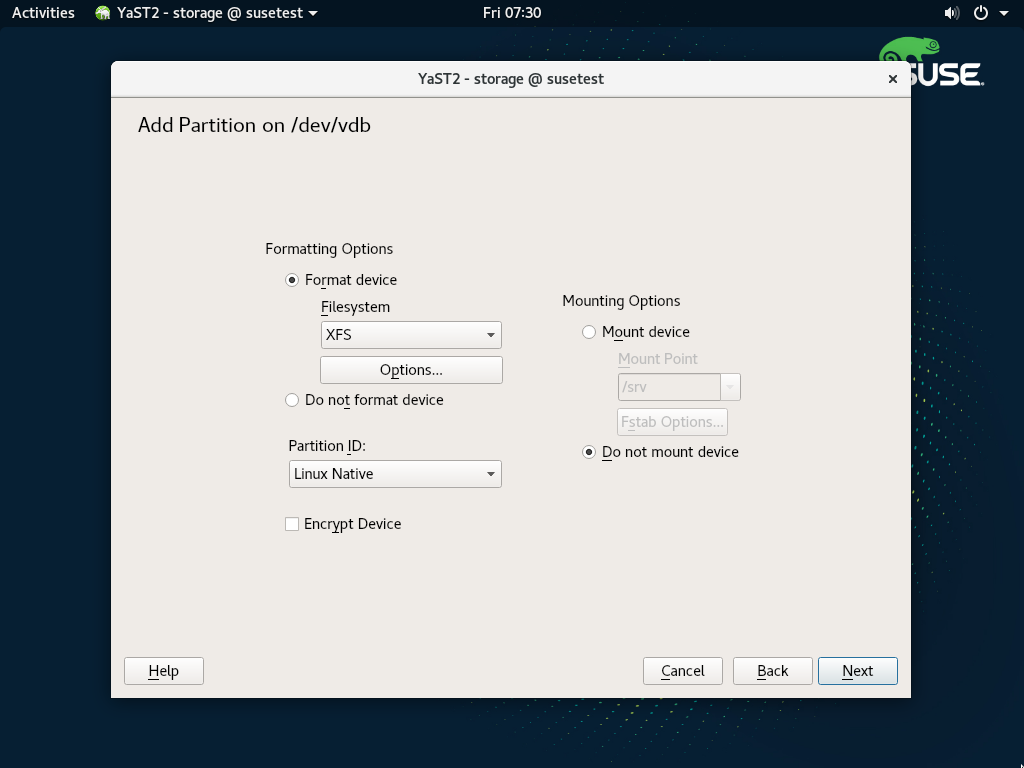 Activities YaST2 - storage @ susetest Fri 07:30
SUSE
YaST2 - storage @ susetest
Add Partition on /dev/vdb
Formatting Options
Format device
Filesystem
XFS
Options...
Do not format device
Partition ID:
Linux Native
Encrypt Device
Mounting Options
Mount device
Mount Point
/srv
Fstab Options...
Do not mount device
Help Cancel Back Next